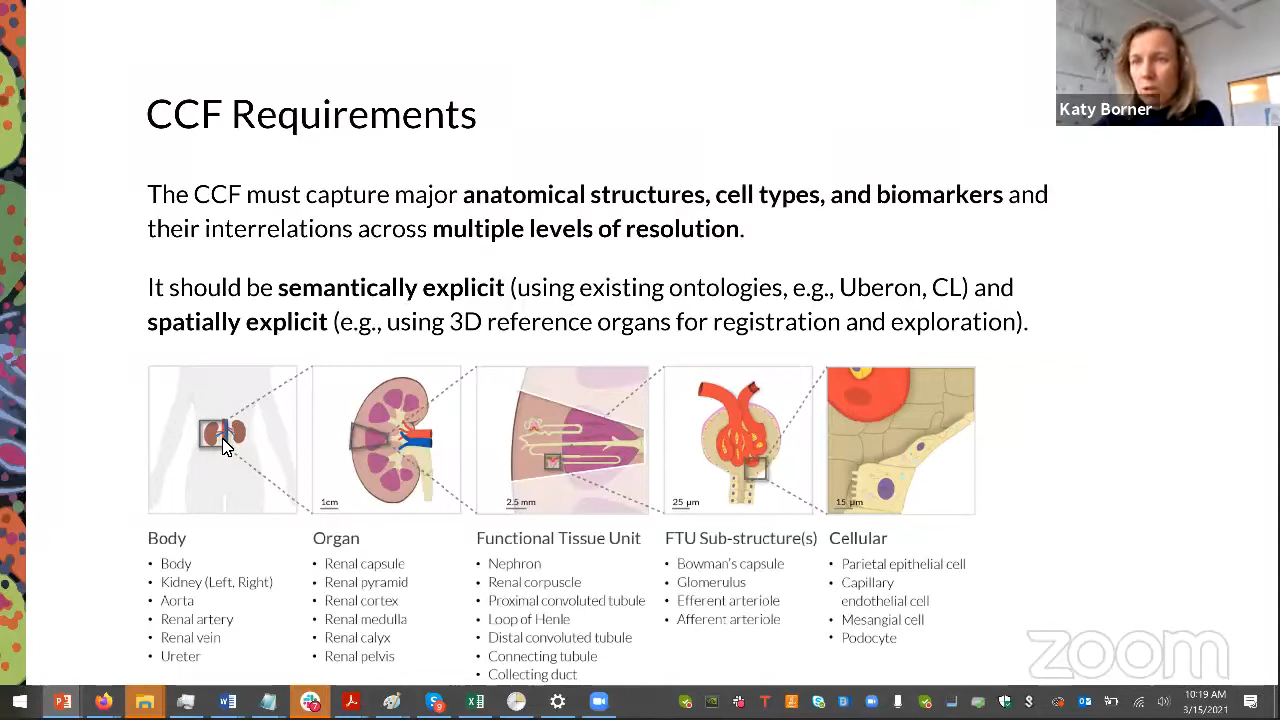 CCF Requirements
Katy Borner
The CCF must capture major anatomical structures, cell types, and biomarkers and
their interrelations across multiple levels of resolution.
It should be semantically explicit (using existing ontologies, e.g., Uberon, CL) and
spatially explicit (e.g., using 3D reference organs for registration and exploration).
1cm
2.5 mm
25 µm
15 µm
Body
• Body
• Kidney (Left, Right)
• Aorta
• Renal artery
• Renal vein
• Ureter
Organ
• Renal capsule
• Renal pyramid
• Renal cortex
• Renal medulla
• Renal calyx
• Renal pelvis
Functional Tissue Unit
• Nephron
• Renal corpuscle
• Proximal convoluted tubule
• Loop of Henle
• Distal convoluted tubule
• Connecting tubule
• Collecting duct
FTU Sub-structure(s)
• Bowman's capsule
• Glomerulus
• Efferent arteriole
• Afferent arteriole
Cellular
• Parietal epithelial cell
• Capillary
endothelial cell
• Mesangial cell
• Podocyte
zoom
10:19 AM
3/15/2021